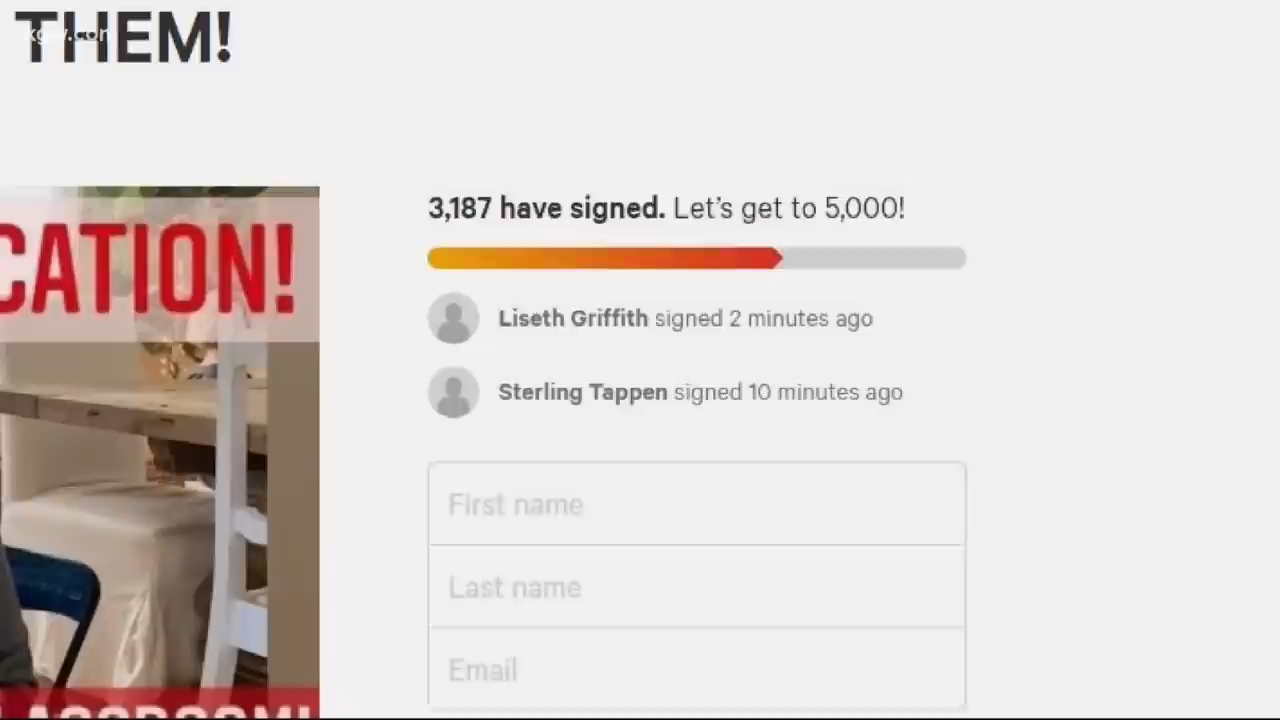 THEM!
CATION!
3,187 have signed. Let's get to 5,000!
Liseth Griffith signed 2 minutes ago
Sterling Tappen signed 10 minutes ago
First name
Last name
Email